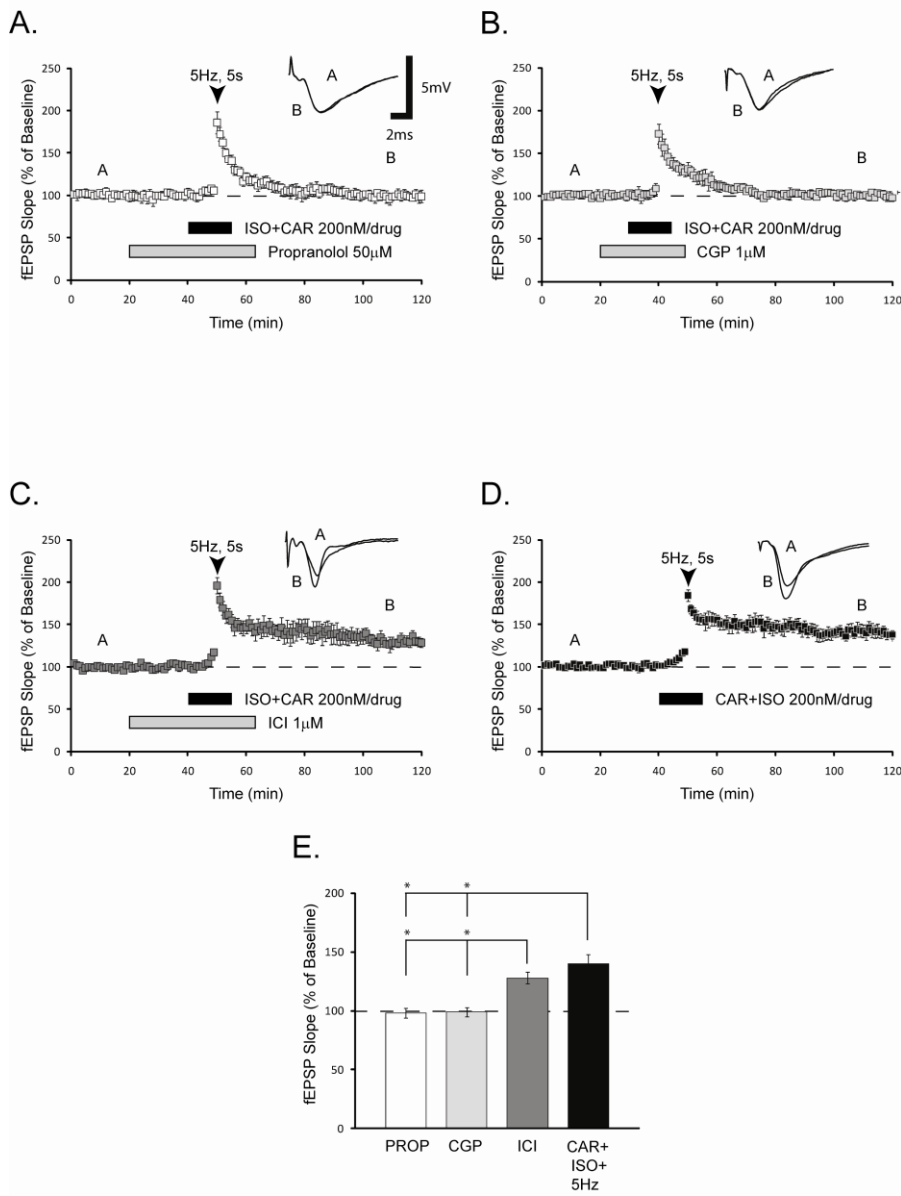 A.
B.
250
200
150
100
50
0
fEPSP Slope (% of Baseline)
5Hz, 5s
A
B
5mV
2ms
A
B
ISO+CAR 200nM/drug
Propranolol 50µM
0 20 40 60 80 100 120
Time (min)
250
200
150
100
50
0
fEPSP Slope (% of Baseline)
5Hz, 5s
A
B
A
B
ISO+CAR 200nM/drug
CGP 1µM
0 20 40 60 80 100 120
Time (min)
C.
D.
250
200
150
100
50
0
fEPSP Slope (% of Baseline)
5Hz, 5s
A
B
A
B
ISO+CAR 200nM/drug
ICI 1µM
0 20 40 60 80 100 120
Time (min)
250
200
150
100
50
0
fEPSP Slope (% of Baseline)
5Hz, 5s
A
B
A
B
CAR+ISO 200nM/drug
0 20 40 60 80 100 120
Time (min)
E.
200
150
100
50
0
fEPSP Slope (% of Baseline)
* *
* *
PROP CGP ICI CAR+
ISO+
5Hz